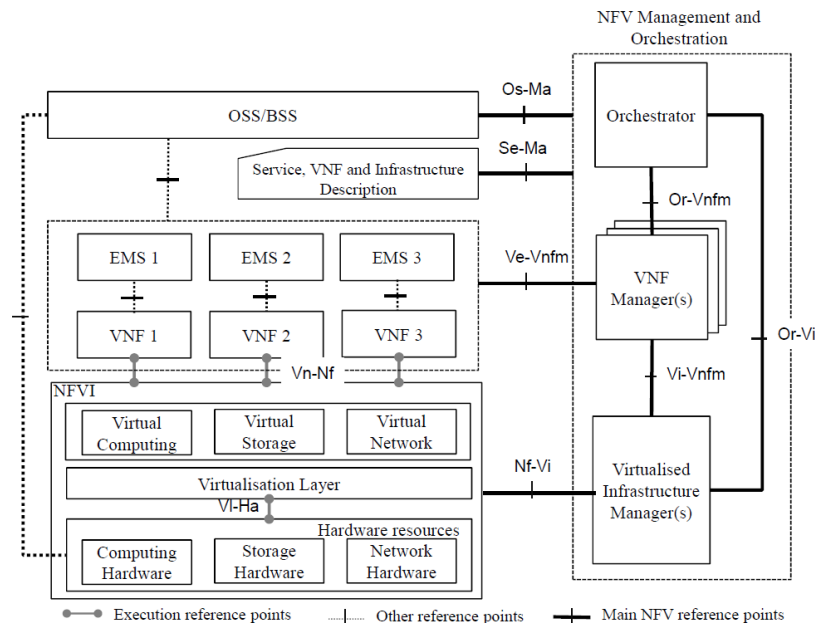 NFV Management and
Orchestration
Os-Ma
OSS/BSS
Orchestrator
Se-Ma
Service, VNF and Infrastructure
Description
Or-Vnfm
EMS 1
EMS 2
EMS 3
Ve-Vnfm
VNF
Manager(s)
VNF 1
VNF 2
VNF 3
Or-Vi
Vn-Nf
Vi-Vnfm
NFVI
Virtual
Computing
Virtual
Storage
Virtual
Network
Nf-Vi
Virtualised
Infrastructure
Manager(s)
Virtualisation Layer
Vl-Ha
Hardware resources
Computing
Hardware
Storage
Hardware
Network
Hardware
Execution reference points
Other reference points
Main NFV reference points